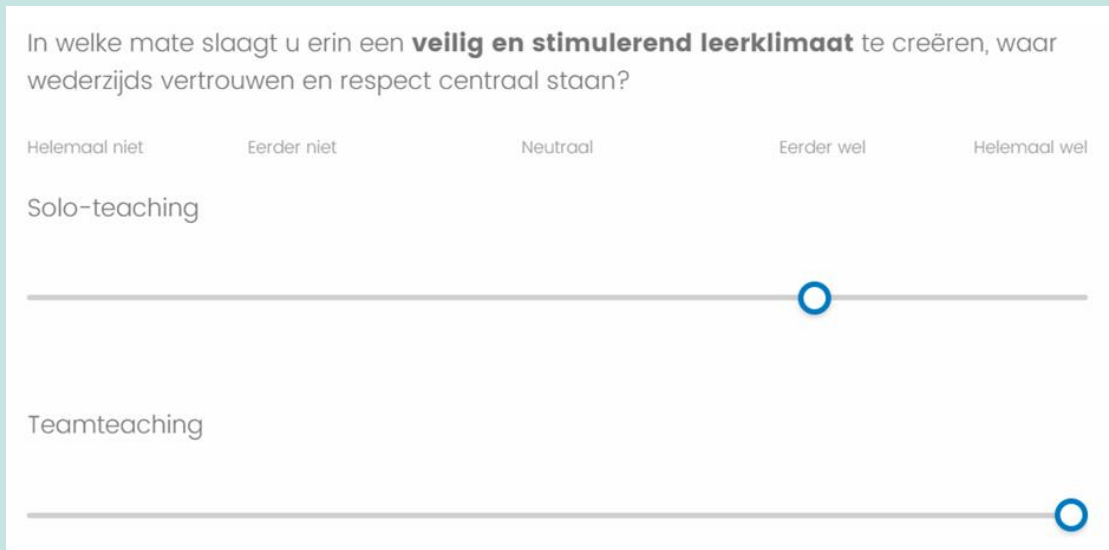 In welke mate slaagt u erin een veilig en stimulerend leerklimaat te creëren, waar
wederzijds vertrouwen en respect centraal staan?
Helemaal niet Eerder niet Neutraal Eerder wel Helemaal wel
Solo-teaching
Teamteaching